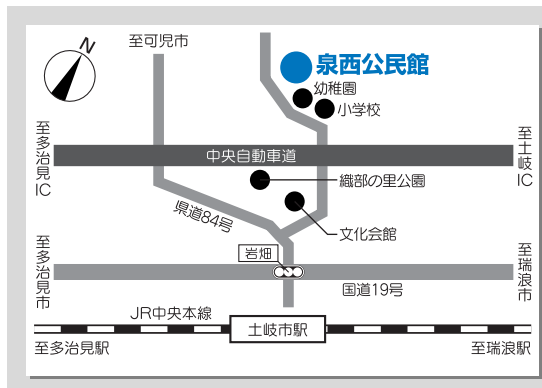 N
至可児市
泉西公民館
幼稚園
小学校
至多治見IC
中央自動車道
至土岐IC
織部の里公園
県道84号
文化会館
岩畑
至多治見市
至瑞浪市
国道19号
JR中央本線
土岐市駅
至多治見駅
至瑞浪駅